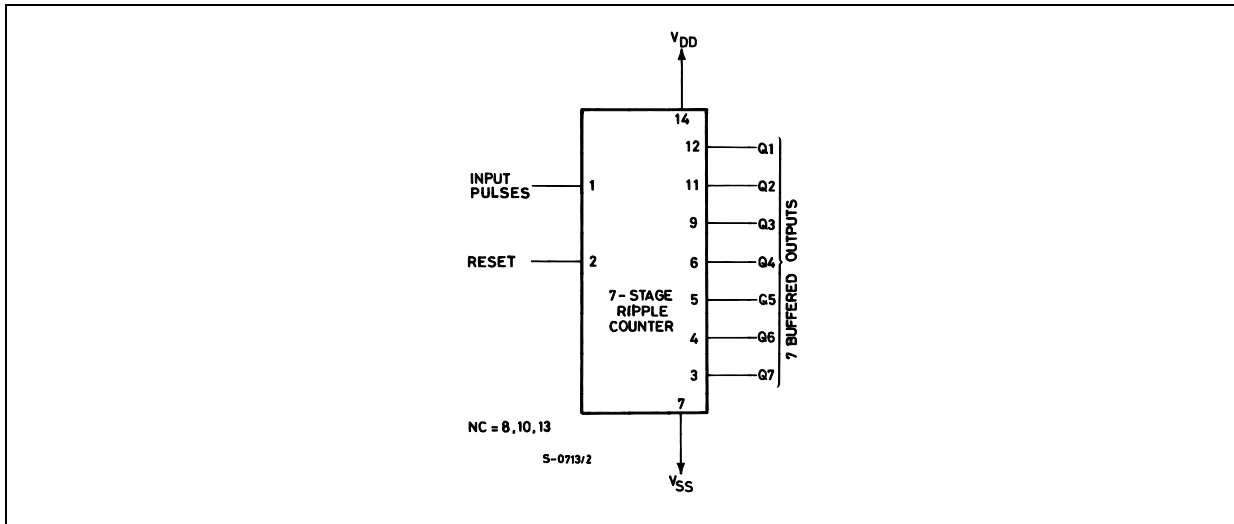 VDD
14
12 Q1
INPUT
PULSES
1
11 Q2
9 Q3
RESET
2
6 Q4
7-STAGE
RIPPLE
COUNTER
5 Q5
4 Q6
3 Q7
7 BUFFERED OUTPUTS
7
NC = 8,10,13
S-0713/2
VSS